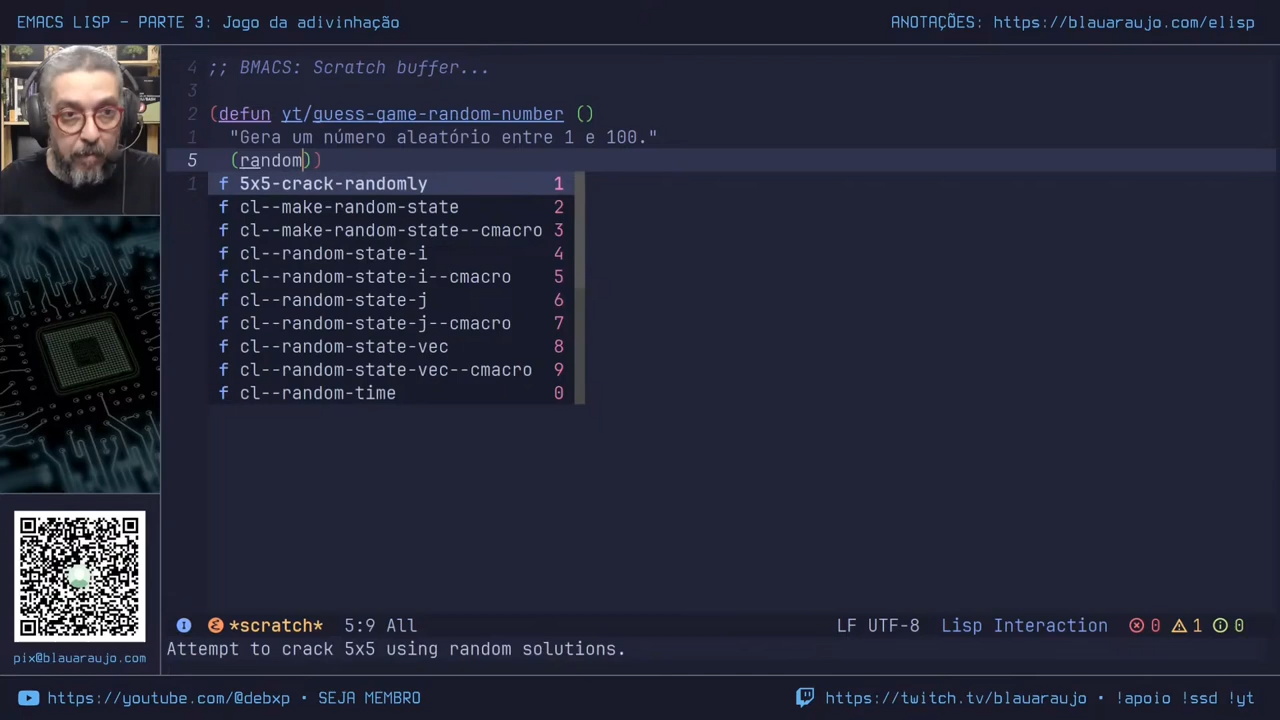 EMACS LISP - PARTE 3: Jogo da adivinhação
ANOTAÇÕES: https://blauaraujo.com/elisp
4 ;; BMACS: Scratch buffer...
3
2 (defun yt/guess-game-random-number ()
1 "Gera um número aleatório entre 1 e 100."
5 (random))
1
f 5x5-crack-randomly 1
f cl--make-random-state 2
f cl--make-random-state--cmacro 3
f cl--random-state-i 4
f cl--random-state-i--cmacro 5
f cl--random-state-j 6
f cl--random-state-j--cmacro 7
f cl--random-state-vec 8
f cl--random-state-vec--cmacro 9
f cl--random-time 0
pix@blauaraujo.com
*scratch* 5:9 All LF UTF-8 Lisp Interaction 0 1 0
Attempt to crack 5x5 using random solutions.
https://youtube.com/@debxp • SEJA MEMBRO
https://twitch.tv/blauaraujo • !apoio !ssd !yt